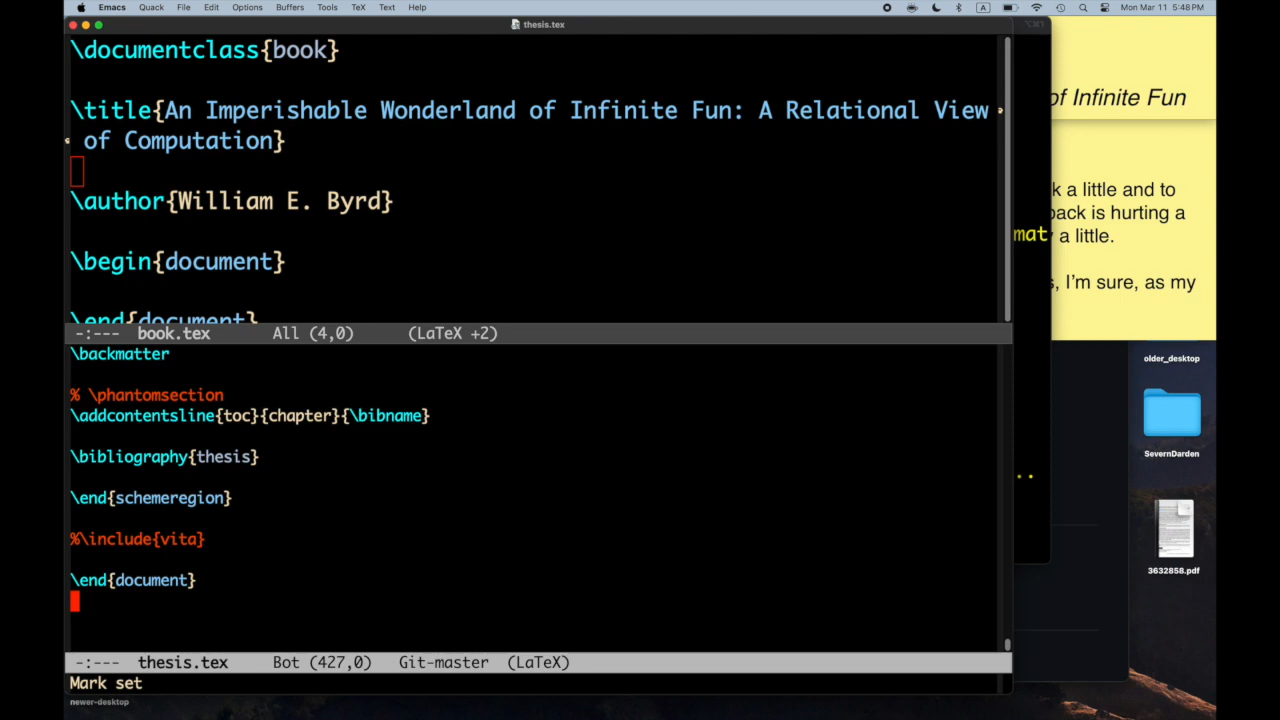 Emacs Quack File Edit Options Buffers Tools TeX Text Help A Mon Mar 11 5:48 PM
thesis.tex
⌥⌘1
\documentclass{book}
\title{An Imperishable Wonderland of Infinite Fun: A Relational View
of Computation}
\author{William E. Byrd}
\begin{document}
\end{document}
-:--- book.tex All (4,0) (LaTeX +2)
\backmatter
% \phantomsection
\addcontentsline{toc}{chapter}{\bibname}
\bibliography{thesis}
\end{schemeregion}
%\include{vita}
\end{document}
-:--- thesis.tex Bot (427,0) Git-master (LaTeX)
Mark set
newer-desktop
mat
..
of Infinite Fun
k a little and to
back is hurting a
y a little.
s, I'm sure, as my
older_desktop
SevernDarden
3632858.pdf